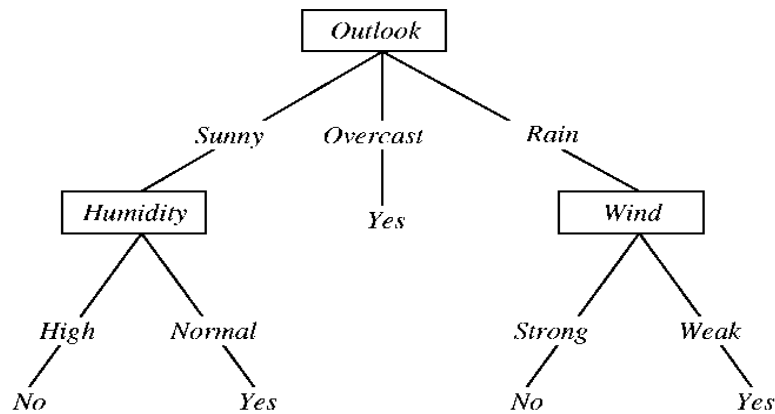 Outlook
Sunny Overcast Rain
Humidity Yes Wind
High Normal Strong Weak
No Yes No Yes